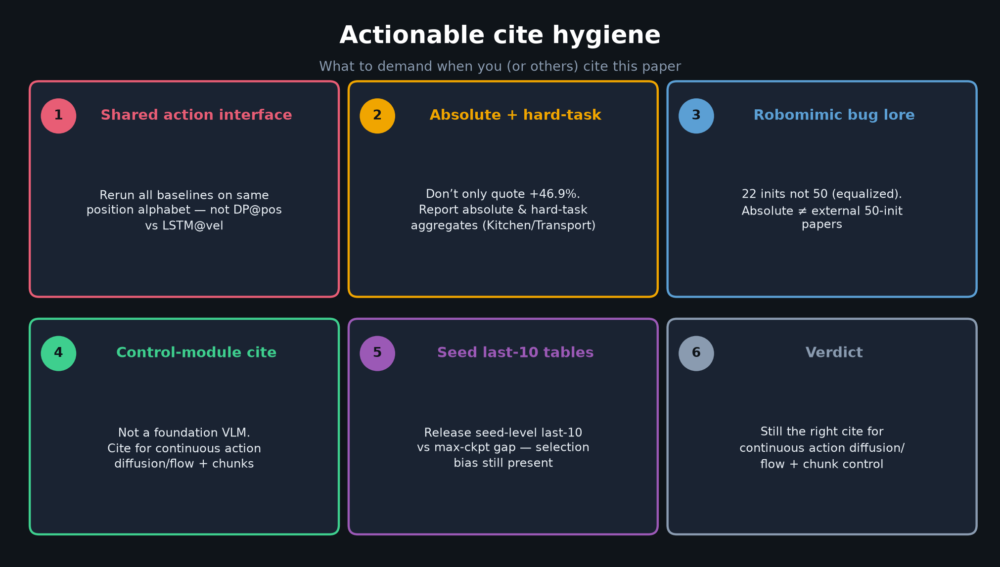 Actionable cite hygiene
What to demand when you (or others) cite this paper
1
Shared action interface
Rerun all baselines on same
position alphabet — not DP@pos
vs LSTM@vel
2
Absolute + hard-task
Don’t only quote +46.9%.
Report absolute & hard-task
aggregates (Kitchen/Transport)
3
Robomimic bug lore
22 inits not 50 (equalized).
Absolute ≠ external 50-init
papers
4
Control-module cite
Not a foundation VLM.
Cite for continuous action
diffusion/flow + chunks
5
Seed last-10 tables
Release seed-level last-10
vs max-ckpt gap — selection
bias still present
6
Verdict
Still the right cite for
continuous action diffusion/
flow + chunk control